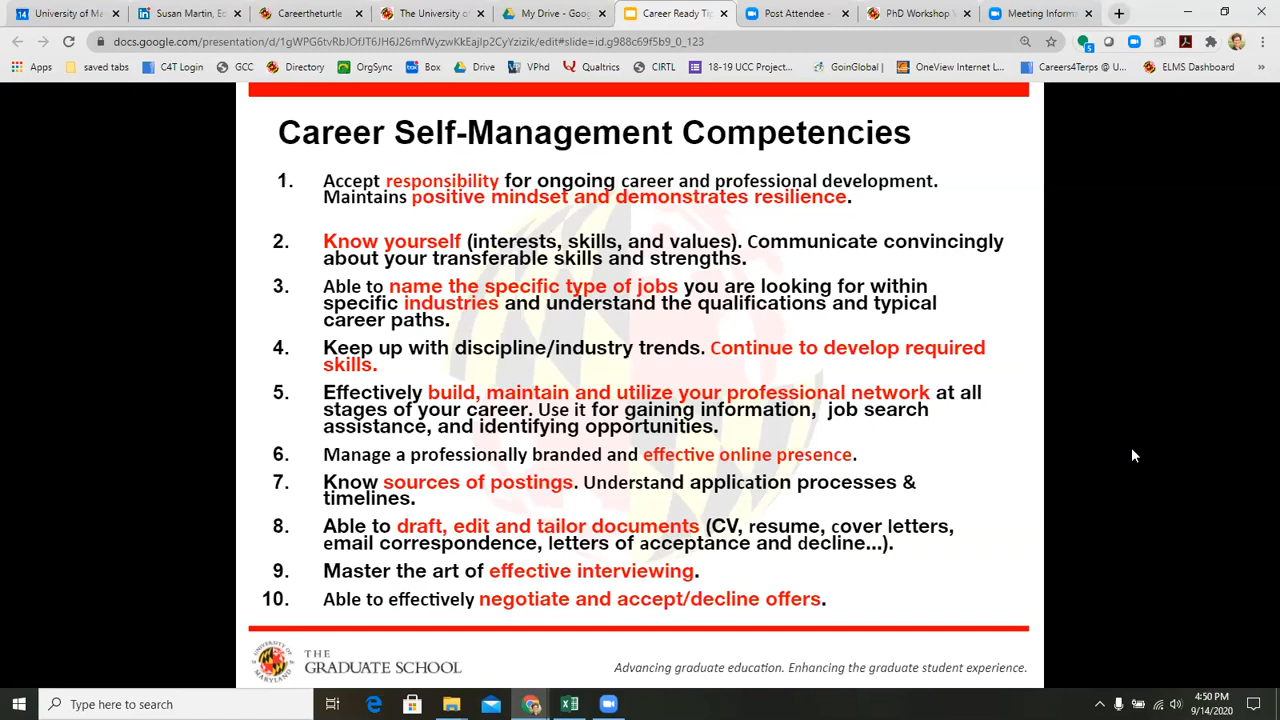 14
Susan Martin, Ed
Careerthurtle
The University of
My Drive - Goog
Career Ready Tip
Post Attendee -
PhD Workshop V
Meeting Informa
docs.google.com/presentation/d/1gWPG6tvRbJOfJT6JH6J26mfWyzwKkEaJIp2CyYzizik/edit#slide=id.g988c69f5b9_0_123
Apps
saved tabs
C4T Login
GCC
Directory
OrgSync
Box
Drive
VPhd
Qualtrics
CIRTL
18-19 UCC Projec...
GoinGlobal |
OneView Internet L...
Careers4Terps @ U...
ELMS Dashboard
Career Self-Management Competencies
1. Accept responsibility for ongoing career and professional development.
Maintains positive mindset and demonstrates resilience.
2. Know yourself (interests, skills, and values). Communicate convincingly
about your transferable skills and strengths.
3. Able to name the specific type of jobs you are looking for within
specific industries and understand the qualifications and typical
career paths.
4. Keep up with discipline/industry trends. Continue to develop required
skills.
5. Effectively build, maintain and utilize your professional network at all
stages of your career. Use it for gaining information, job search
assistance, and identifying opportunities.
6. Manage a professionally branded and effective online presence.
7. Know sources of postings. Understand application processes &
timelines.
8. Able to draft, edit and tailor documents (CV, resume, cover letters,
email correspondence, letters of acceptance and decline...).
9. Master the art of effective interviewing.
10. Able to effectively negotiate and accept/decline offers.
THE
GRADUATE SCHOOL
Advancing graduate education. Enhancing the graduate student experience.
Type here to search
4:50 PM
9/14/2020